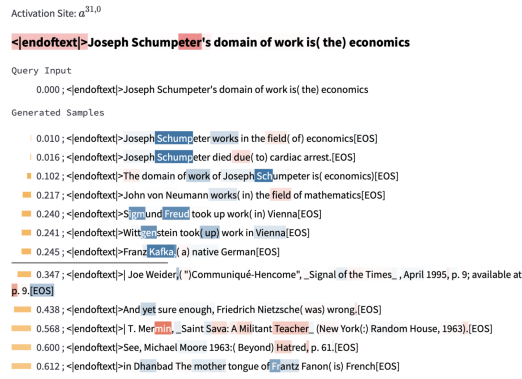 Activation Site: a^31,0
<|endoftext|>Joseph Schumpeter's domain of work is( the) economics
Query Input
0.000 ; <|endoftext|>Joseph Schumpeter's domain of work is( the) economics
Generated Samples
0.010 ; <|endoftext|>Joseph Schumpeter works in the field( of) economics[EOS]
0.016 ; <|endoftext|>Joseph Schumpeter died due( to) cardiac arrest.[EOS]
0.102 ; <|endoftext|>The domain of work of Joseph Schumpeter is( economics)[EOS]
0.217 ; <|endoftext|>John von Neumann works( in) the field of mathematics[EOS]
0.240 ; <|endoftext|>Sigmund Freud took up work( in) Vienna[EOS]
0.241 ; <|endoftext|>Wittgenstein took( up) work in Vienna[EOS]
0.245 ; <|endoftext|>Franz Kafka,( a) native German[EOS]
0.347 ; <|endoftext|>| Joe Weider,( ")Communiqué-Hencome", _Signal of the Times_ , April 1995, p. 9; available at
p. 9.[EOS]
0.438 ; <|endoftext|>And yet sure enough, Friedrich Nietzsche( was) wrong.[EOS]
0.568 ; <|endoftext|>| T. Mermin, _Saint Sava: A Militant Teacher_ (New York(:) Random House, 1963).[EOS]
0.600 ; <|endoftext|>See, Michael Moore 1963:( Beyond) Hatred, p. 61.[EOS]
0.612 ; <|endoftext|>in Dhanbad The mother tongue of Frantz Fanon( is) French[EOS]